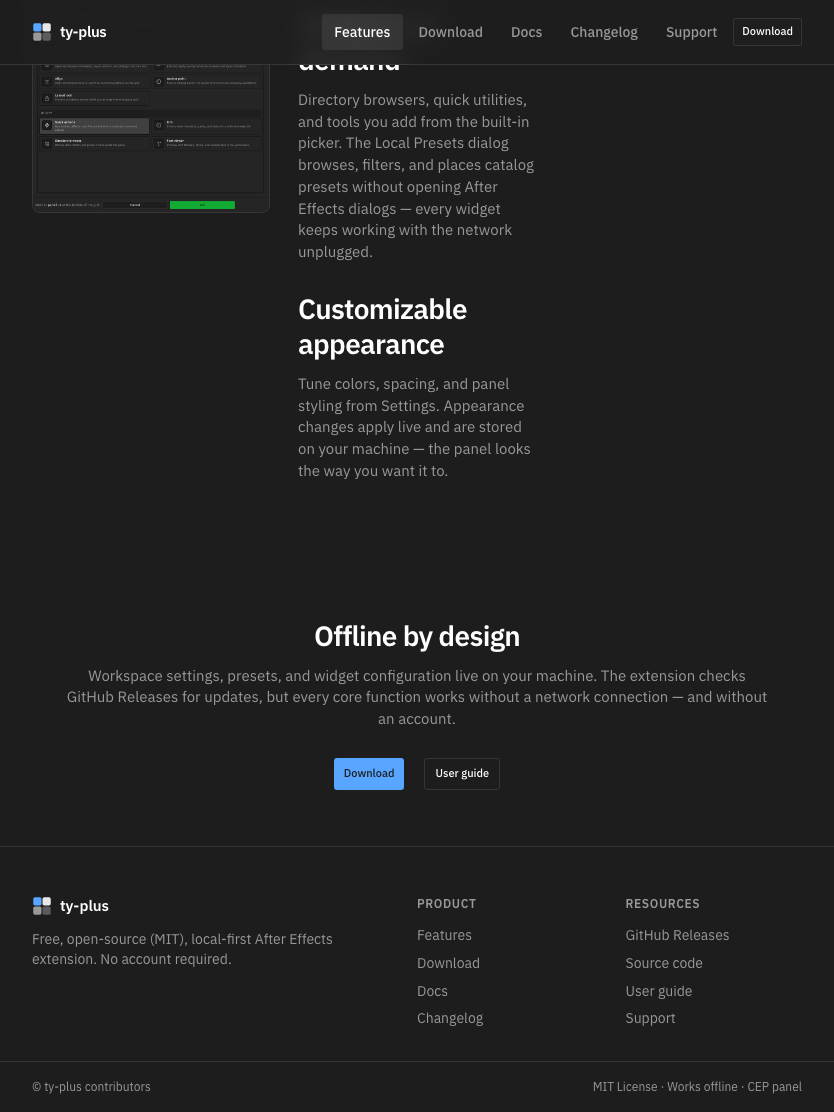 ty-plus
Features
Download
Docs
Changelog
Support
Download
demand
Directory browsers, quick utilities,
and tools you add from the built-in
picker. The Local Presets dialog
browses, filters, and places catalog
presets without opening After
Effects dialogs — every widget
keeps working with the network
unplugged.
Customizable
appearance
Tune colors, spacing, and panel
styling from Settings. Appearance
changes apply live and are stored
on your machine — the panel looks
the way you want it to.
Offline by design
Workspace settings, presets, and widget configuration live on your machine. The extension checks
GitHub Releases for updates, but every core function works without a network connection — and without
an account.
Download
User guide
ty-plus
Free, open-source (MIT), local-first After Effects
extension. No account required.
PRODUCT
Features
Download
Docs
Changelog
RESOURCES
GitHub Releases
Source code
User guide
Support
© ty-plus contributors
MIT License · Works offline · CEP panel